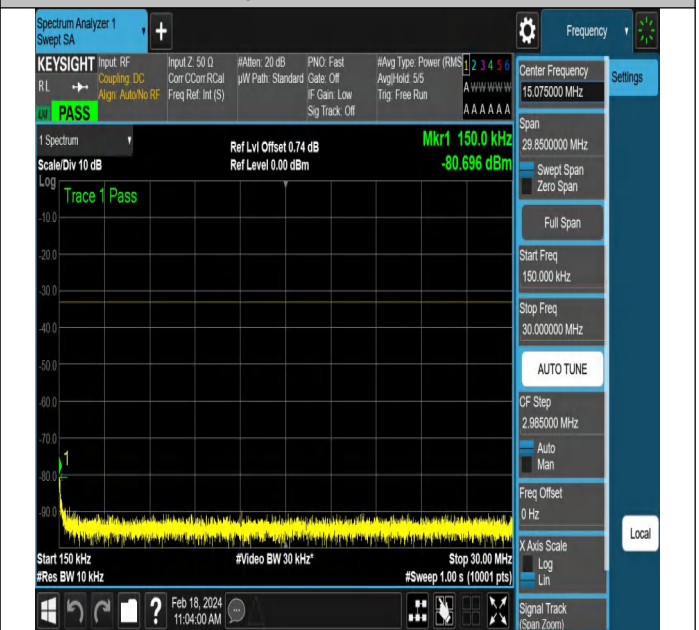 Spectrum Analyzer 1
Swept SA
+
Frequency
KEYSIGHT
RL
PASS
Input: RF
Coupling: DC
Align: Auto/No RF
Input Z: 50 Ω
Corr CCorr RCal
Freq Ref: Int (S)
#Atten: 20 dB
µW Path: Standard
PNO: Fast
Gate: Off
IF Gain: Low
Sig Track: Off
#Avg Type: Power (RMS
Avg|Hold: 5/5
Trig: Free Run
1 2 3 4 5 6
A W W W W W
A A A A A A
1 Spectrum
Scale/Div 10 dB
Ref Lvl Offset 0.74 dB
Ref Level 0.00 dBm
Mkr1 150.0 kHz
-80.696 dBm
Log
Trace 1 Pass
-10.0
-20.0
-30.0
-40.0
-50.0
-60.0
-70.0
1
-80.0
-90.0
Start 150 kHz
#Video BW 30 kHz*
Stop 30.00 MHz
#Res BW 10 kHz
#Sweep 1.00 s (10001 pts)
?
Feb 18, 2024
11:04:00 AM
Center Frequency
15.075000 MHz
Settings
Span
29.8500000 MHz
Swept Span
Zero Span
Full Span
Start Freq
150.000 kHz
Stop Freq
30.000000 MHz
AUTO TUNE
CF Step
2.985000 MHz
Auto
Man
Freq Offset
0 Hz
Local
X Axis Scale
Log
Lin
Signal Track
(Span Zoom)